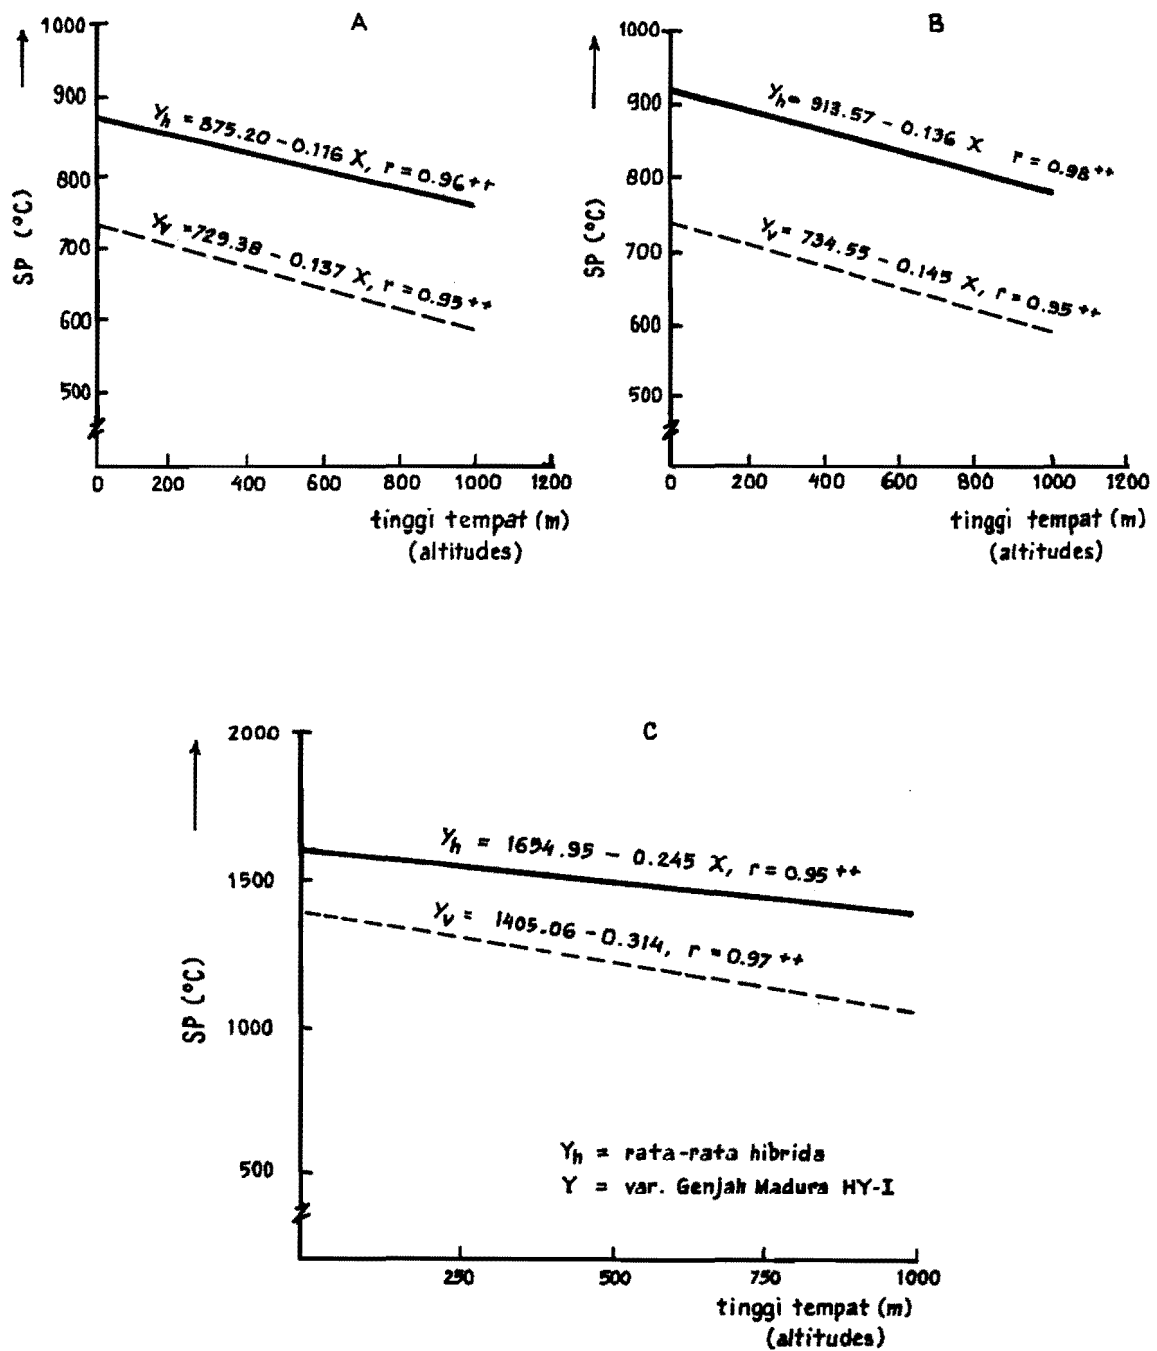 A
1000
900
800
700
600
500
SP (°C)
Yh = 875.20 - 0.116 X, r = 0.96++
Yv = 729.38 - 0.137 X, r = 0.95++
0 200 400 600 800 1000 1200
tinggi tempat (m)
(altitudes)
B
1000
900
800
700
600
500
SP (°C)
Yh= 913.57 - 0.136 X r = 0.98++
Yv= 734.55 - 0.145 X, r = 0.95++
0 200 400 600 800 1000 1200
tinggi tempat (m)
(altitudes)
C
2000
1500
1000
500
SP (°C)
Yh = 1654.95 - 0.245 X, r = 0.95++
Yv = 1405.06 - 0.314, r = 0.97++
Yh = rata-rata hibrida
Y = var. Genjah Madura HY-I
250 500 750 1000
tinggi tempat (m)
(altitudes)